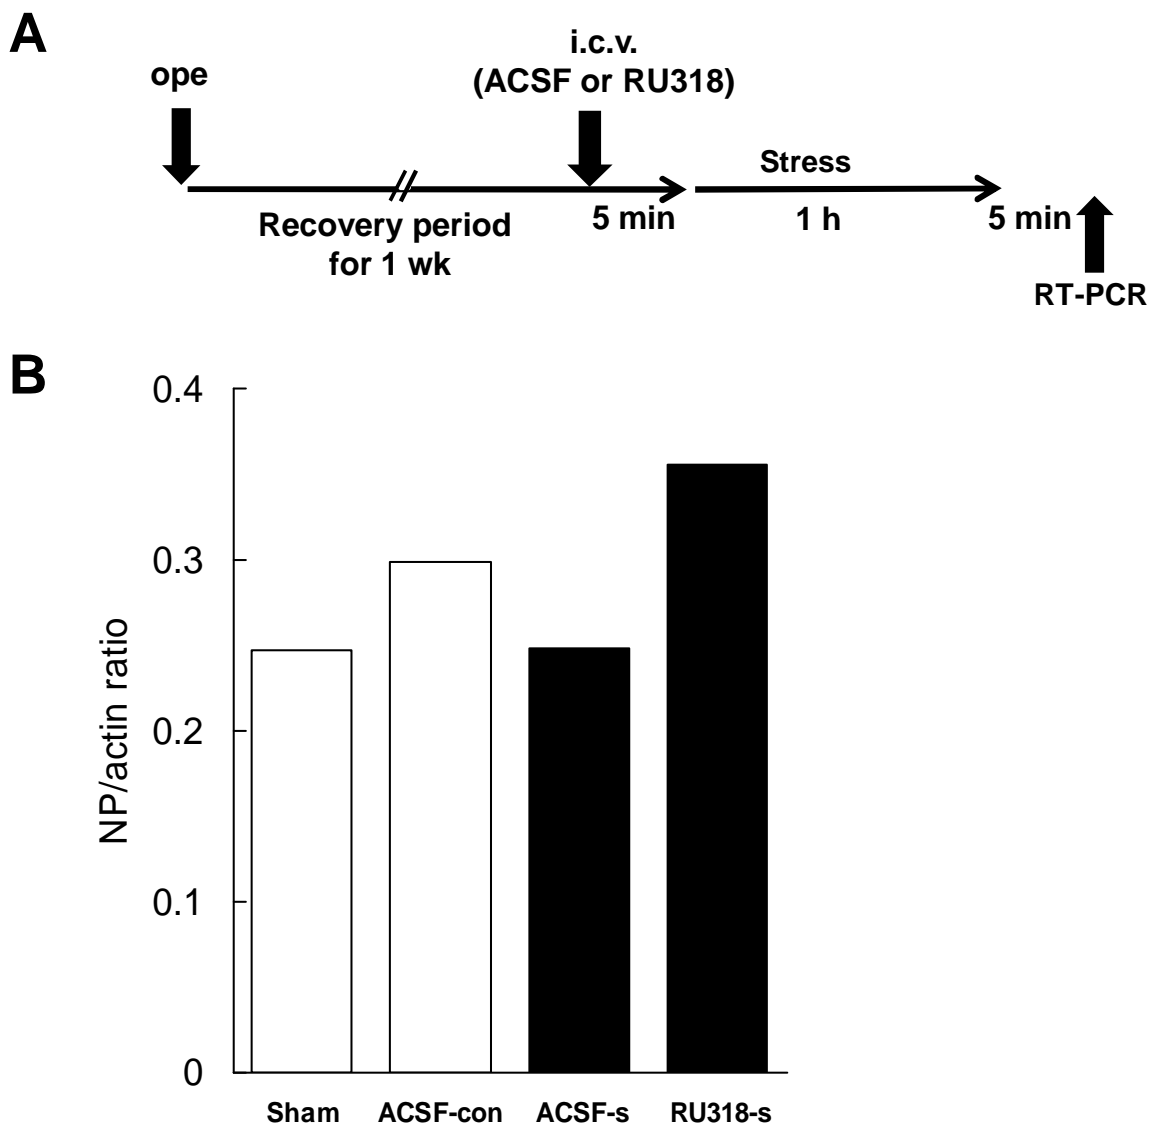 A
i.c.v.
(ACSF or RU318)
ope
Stress
5 min
1 h
5 min
Recovery period
for 1 wk
RT-PCR
B
0.4
0.3
0.2
0.1
0
NP/actin ratio
Sham
ACSF-con
ACSF-s
RU318-s